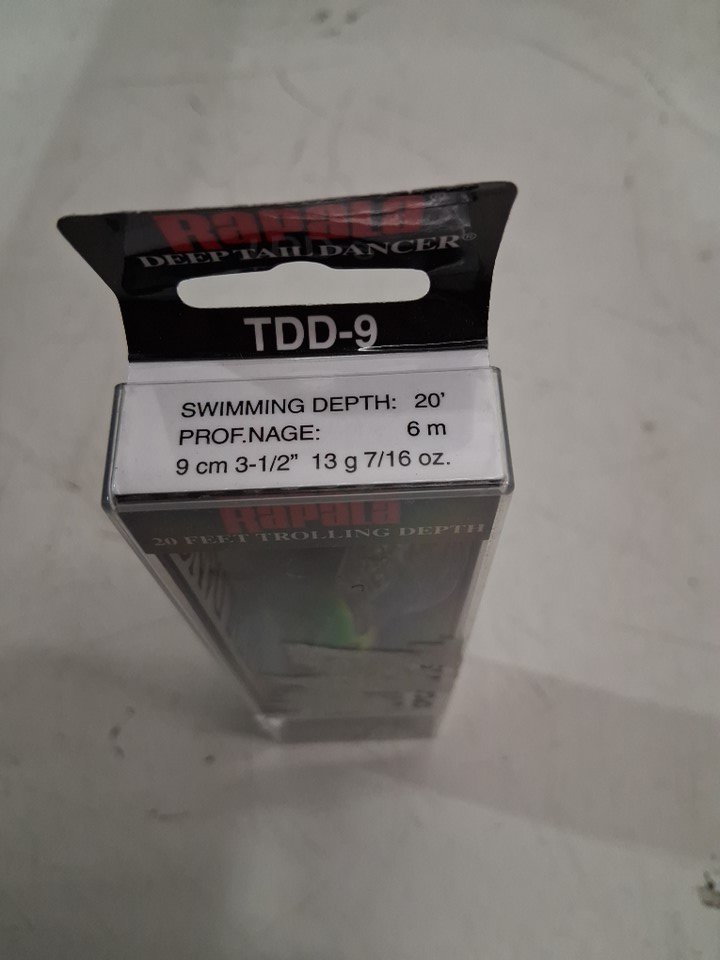 Rapala
DEEP TAIL DANCER®
TDD-9
SWIMMING DEPTH: 20'
PROF.NAGE: 6 m
9 cm 3-1/2" 13 g 7/16 oz.
Rapala
20 FEET TROLLING DEPTH